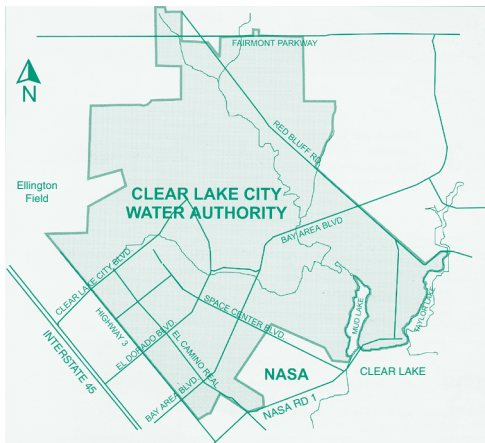 FAIRMONT PARKWAY
N
RED BLUFF RD
Ellington
Field
CLEAR LAKE CITY
WATER AUTHORITY
BAY AREA BLVD
CLEAR LAKE CITY BLVD
HIGHWAY 3
SPACE CENTER BLVD
MUD LAKE
TAYLOR LAKE
INTERSTATE 45
EL DORADO BLVD
EL CAMINO REAL
BAY AREA BLVD
NASA
CLEAR LAKE
NASA RD 1